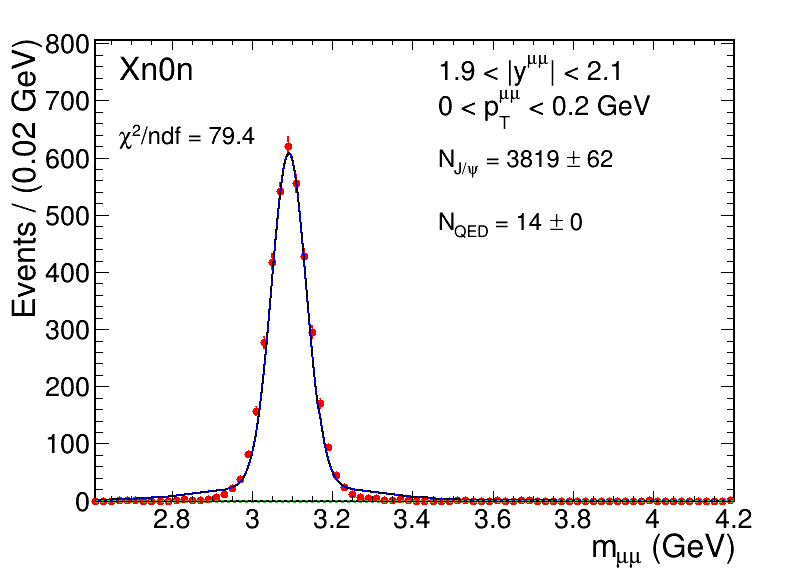 Xn0n
1.9 < |y^μμ| < 2.1
0 < p_T^μμ < 0.2 GeV
χ²/ndf = 79.4
N_J/ψ = 3819 ± 62
N_QED = 14 ± 0
Events / (0.02 GeV)
800
700
600
500
400
300
200
100
0
2.8 3 3.2 3.4 3.6 3.8 4 4.2
m_μμ (GeV)